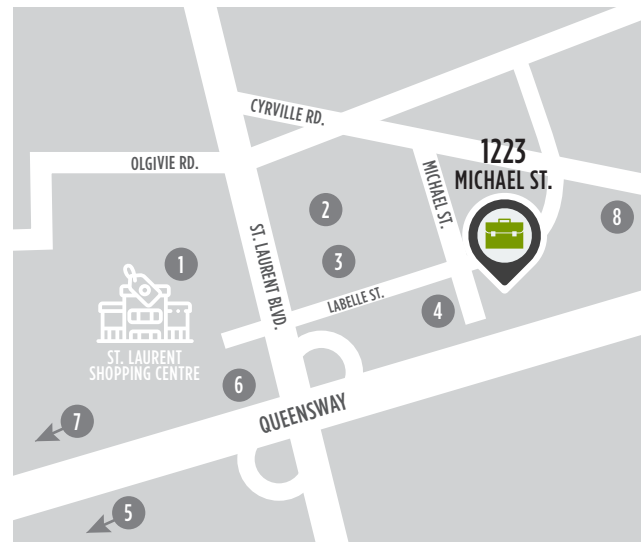 CYRVILLE RD.
1223
MICHAEL ST.
OLGIVIE RD.
MICHAEL ST.
2
8
ST. LAURENT BLVD.
1
3
LABELLE ST.
4
ST. LAURENT
SHOPPING CENTRE
6
QUEENSWAY
7
5